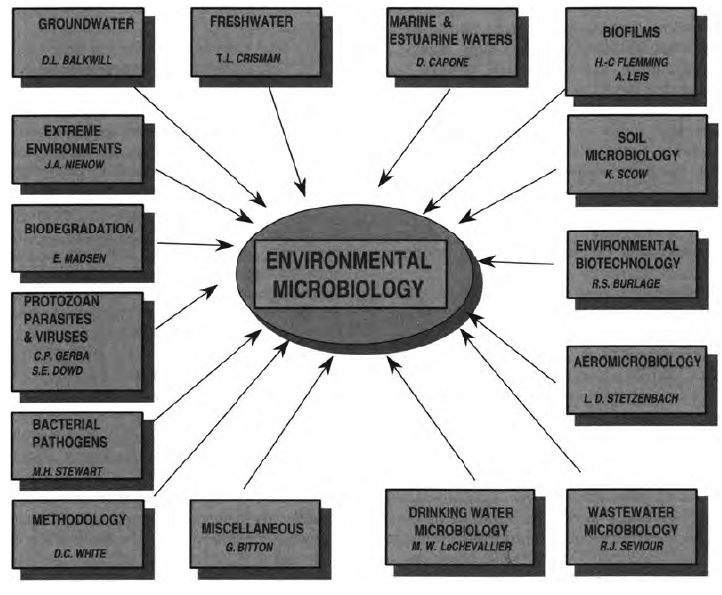 GROUNDWATER
D.L. BALKWILL
FRESHWATER
T.L. CRISMAN
MARINE &
ESTUARINE WATERS
D. CAPONE
BIOFILMS
H.-C FLEMMING
A. LEIS
EXTREME
ENVIRONMENTS
J.A. NIENOW
SOIL
MICROBIOLOGY
K. SCOW
BIODEGRADATION
E. MADSEN
ENVIRONMENTAL
MICROBIOLOGY
ENVIRONMENTAL
BIOTECHNOLOGY
R.S. BURLAGE
PROTOZOAN
PARASITES
& VIRUSES
C.P. GERBA
S.E. DOWD
AEROMICROBIOLOGY
L. D. STETZENBACH
BACTERIAL
PATHOGENS
M.H. STEWART
METHODOLOGY
D.C. WHITE
MISCELLANEOUS
G. BITTON
DRINKING WATER
MICROBIOLOGY
M. W. LeCHEVALLIER
WASTEWATER
MICROBIOLOGY
R.J. SEVIOUR